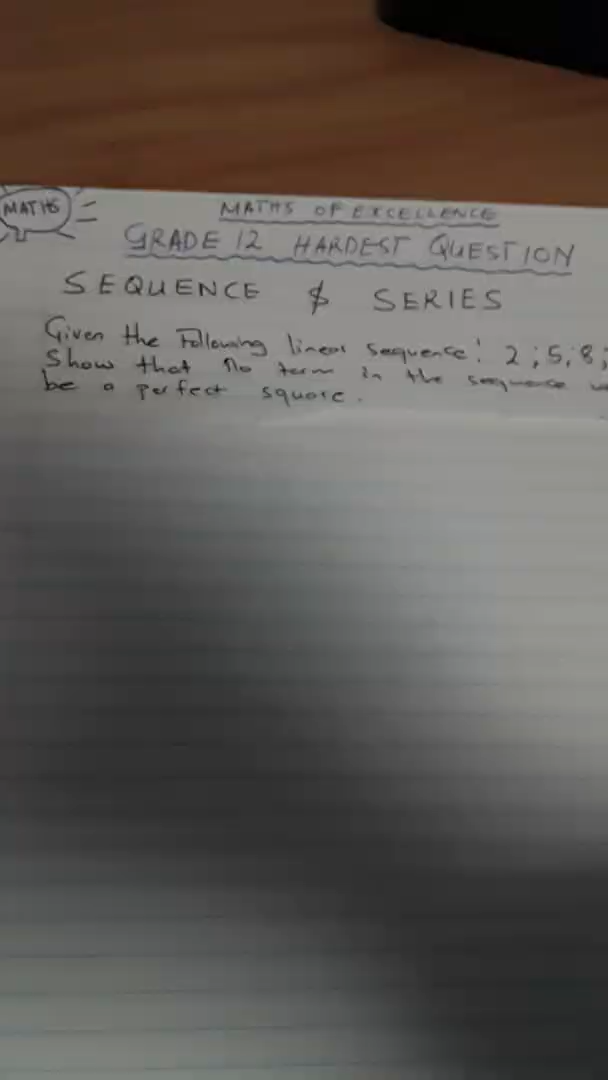 MATHS
MATHS OF EXCELLENCE
GRADE 12 HARDEST QUESTION
SEQUENCE & SERIES
Given the Following linear sequence: 2; 5; 8;
Show that no term in the sequence
be a perfect square.